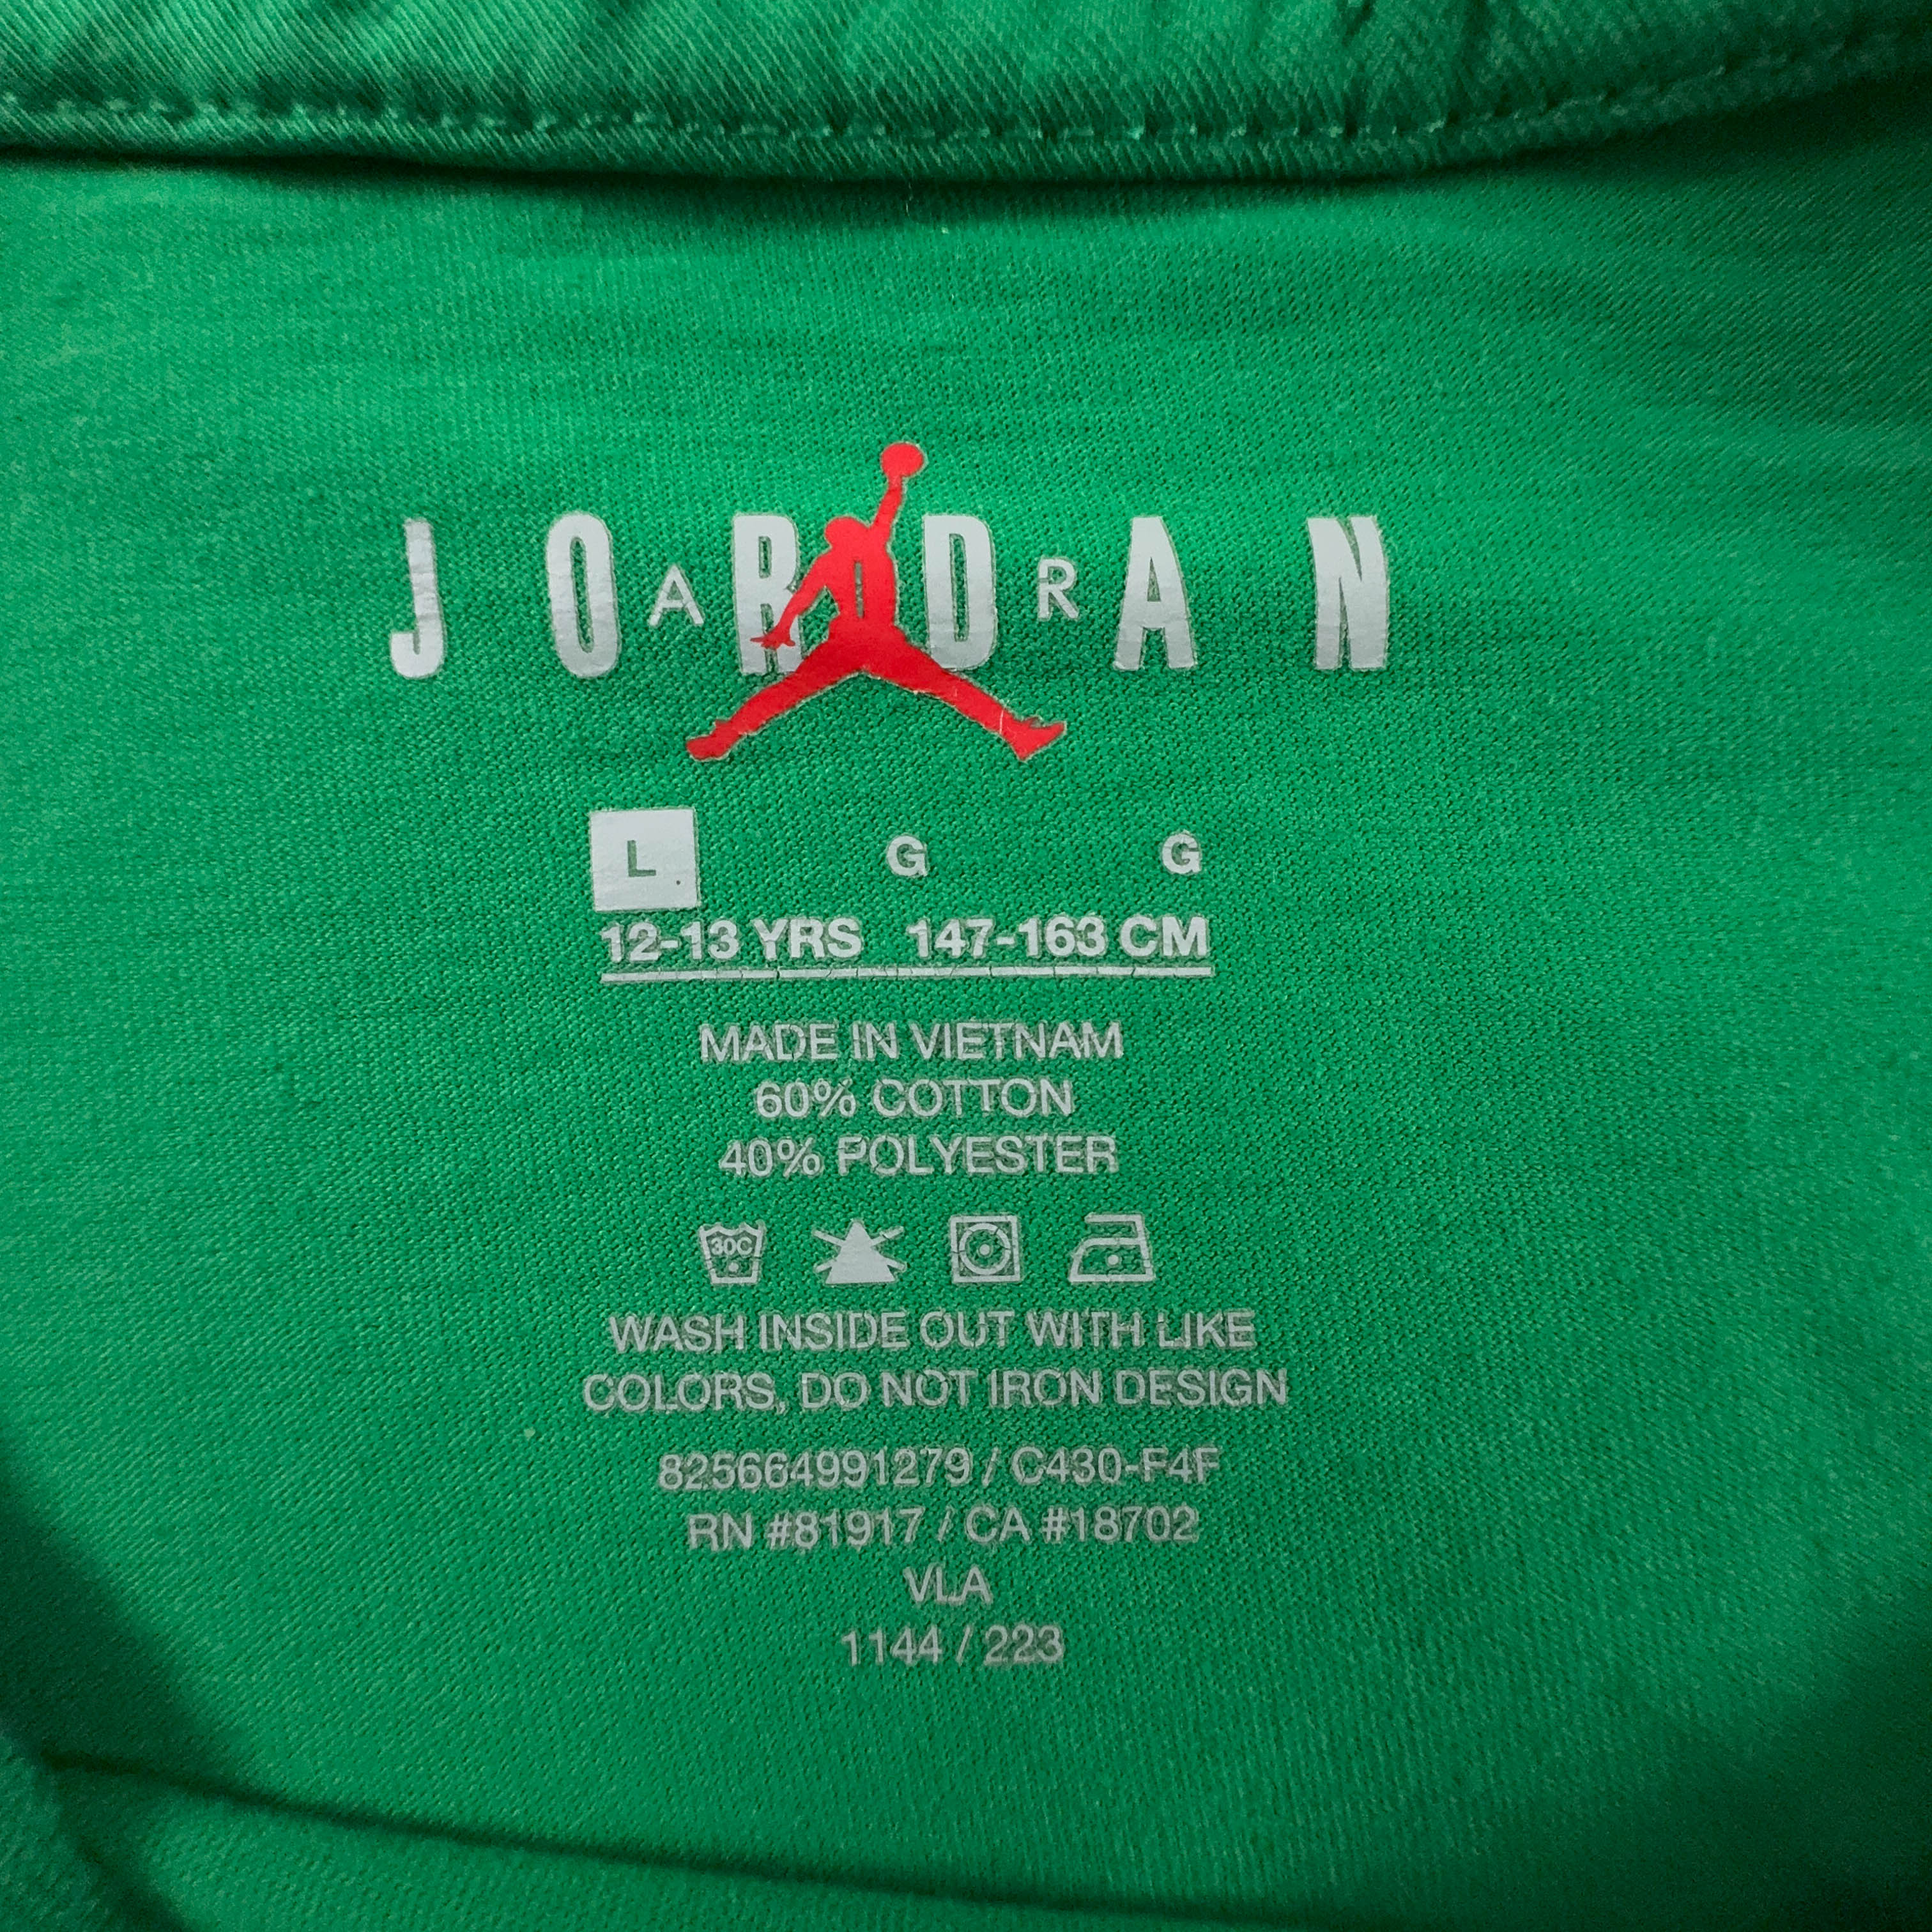 JORDAN
AIR
L G G
12-13 YRS 147-163 CM
MADE IN VIETNAM
60% COTTON
40% POLYESTER
30C
WASH INSIDE OUT WITH LIKE
COLORS, DO NOT IRON DESIGN
825664991279 / C430-F4F
RN #81917 / CA #18702
VLA
1144 / 223